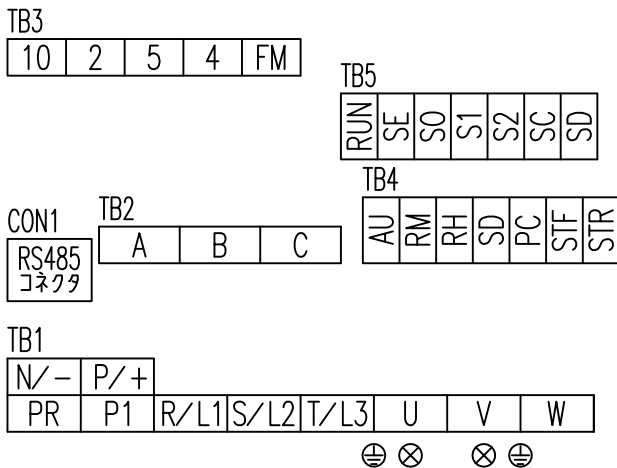 TB3
10 2 5 4 FM
TB5
RUN SE S0 S1 S2 SC SD
TB4
AU RM RH SD PC STF STR
CON1
RS485
コネクタ
TB2
A B C
TB1
N/- P/+
PR P1 R/L1 S/L2 T/L3 U V W